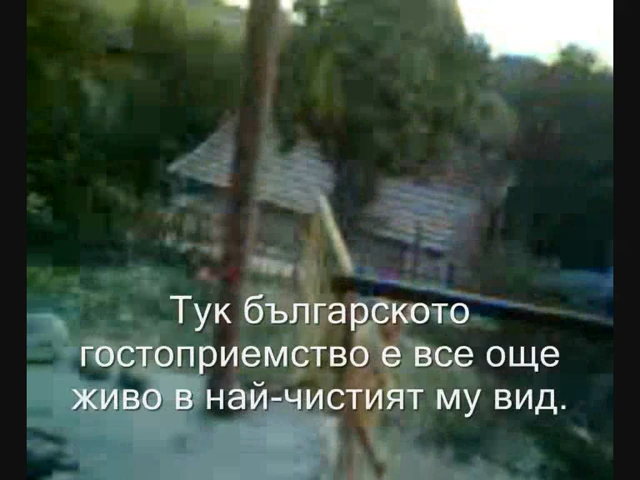 Тук българското
гостоприемство е все още
живо в най-чистият му вид.